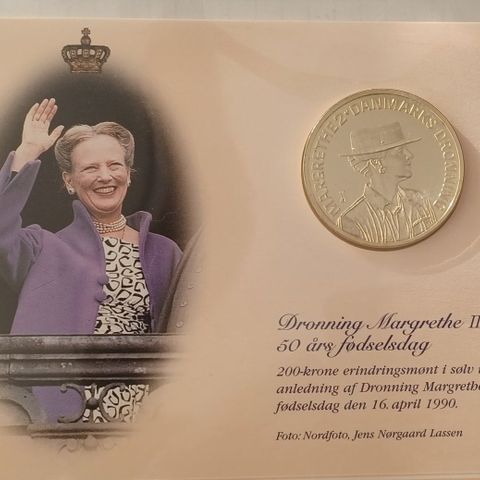 MARGRETHE 2 · DANMARKS DRONNING
Dronning Margrethe II
50 års fødselsdag
200-krone erindringsmønt i sølv i
anledning af Dronning Margrethe
fødselsdag den 16. april 1990.
Foto: Nordfoto, Jens Nørgaard Lassen